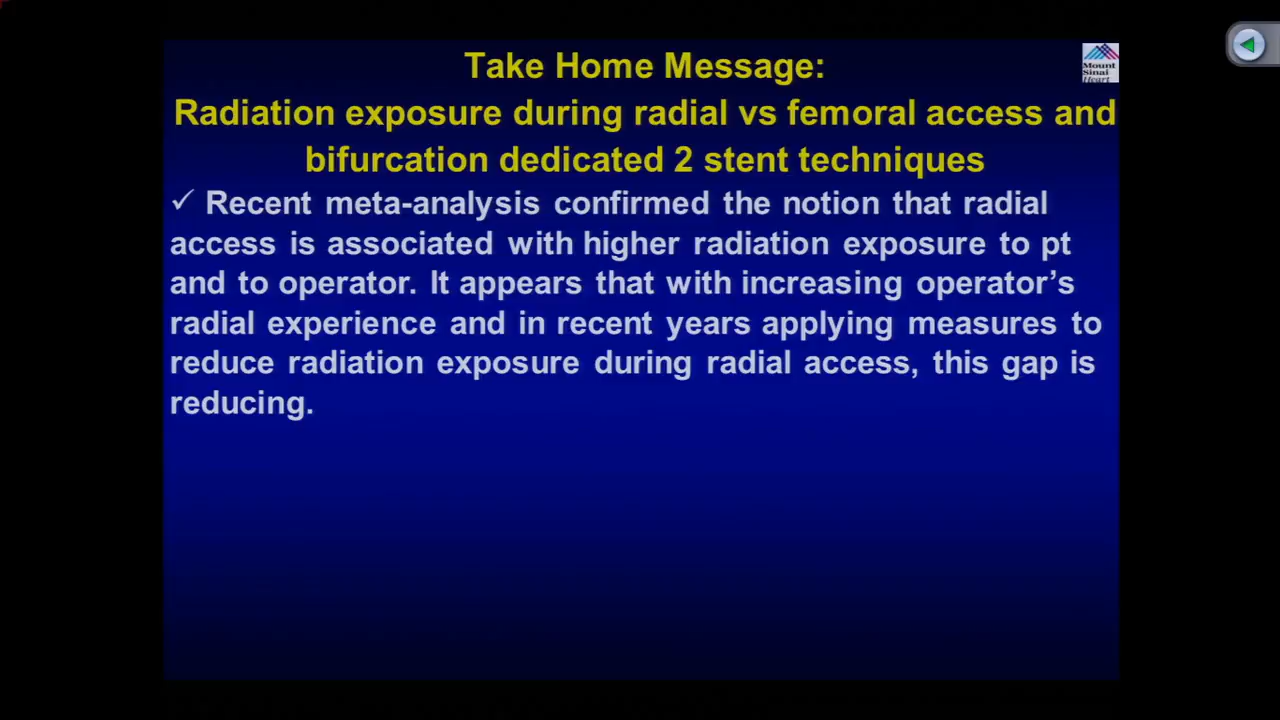 Take Home Message:
Radiation exposure during radial vs femoral access and
bifurcation dedicated 2 stent techniques
✓ Recent meta-analysis confirmed the notion that radial
access is associated with higher radiation exposure to pt
and to operator. It appears that with increasing operator’s
radial experience and in recent years applying measures to
reduce radiation exposure during radial access, this gap is
reducing.
Mount
Sinai
Heart